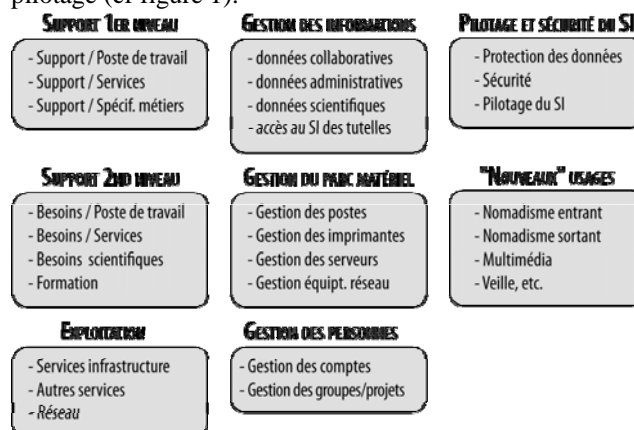 pilotage (cf figure 1).
Support 1er niveau
- Support / Poste de travail
- Support / Services
- Support / Spécif. métiers
Gestion des informations
- données collaboratives
- données administratives
- données scientifiques
- accès au SI des tutelles
Pilotage et sécurité du SI
- Protection des données
- Sécurité
- Pilotage du SI
Support 2nd niveau
- Besoins / Poste de travail
- Besoins / Services
- Besoins scientifiques
- Formation
Gestion du parc matériel
- Gestion des postes
- Gestion des imprimantes
- Gestion des serveurs
- Gestion équipt. réseau
"Nouveaux" usages
- Nomadisme entrant
- Nomadisme sortant
- Multimédia
- Veille, etc.
Exploitation
- Services infrastructure
- Autres services
- Réseau
Gestion des personnes
- Gestion des comptes
- Gestion des groupes/projets